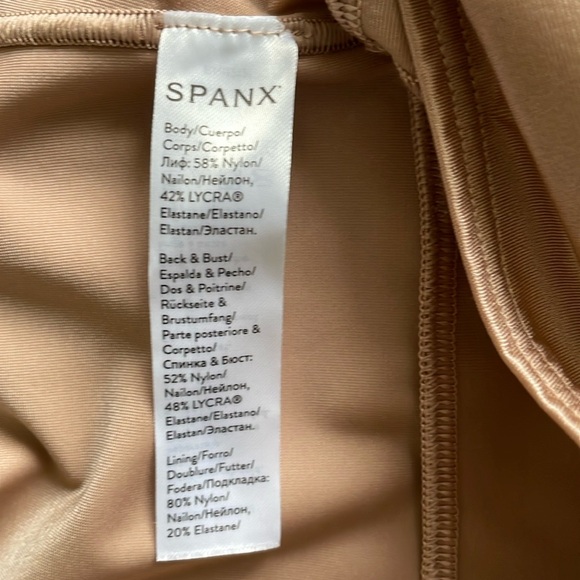 SPANX™
Body/Cuerpo/
Corps/Corpetto/
Лиф: 58% Nylon/
Nailon/Нейлон,
42% LYCRA®
Elastane/Elastano/
Elastan/Эластан.
Back & Bust/
Espalda & Pecho/
Dos & Poitrine/
Rückseite &
Brustumfang/
Parte posteriore &
Corpetto/
Спинка & Бюст:
52% Nylon/
Nailon/Нейлон,
48% LYCRA®
Elastane/Elastano/
Elastan/Эластан.
Lining/Forro/
Doublure/Futter/
Fodera/Подкладка:
80% Nylon/
Nailon/Нейлон,
20% Elastane/